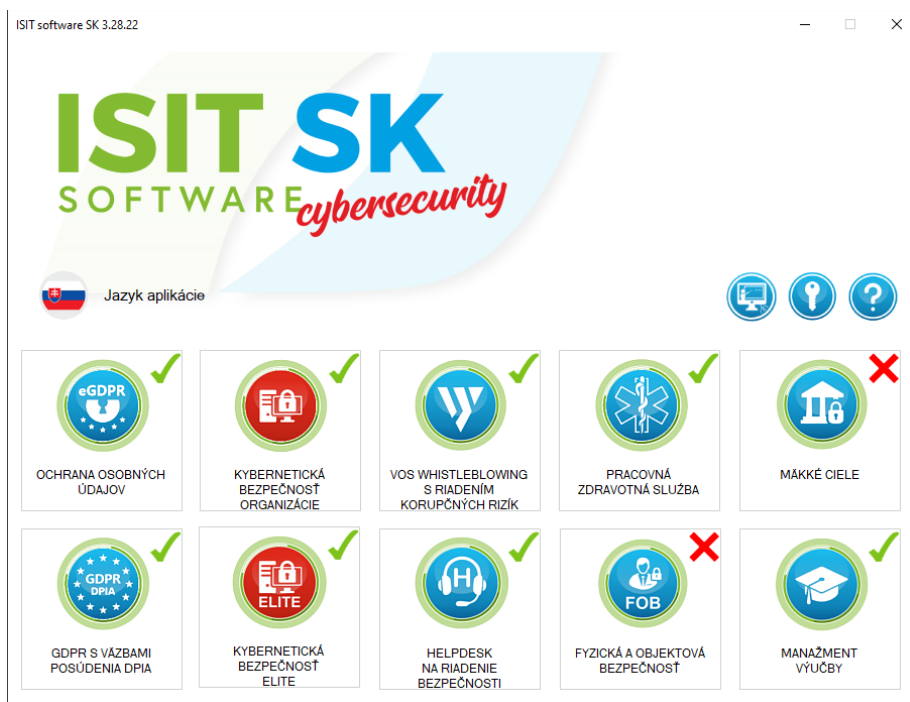 ISIT software SK 3.28.22
ISIT SK
SOFTWARE
cybersecurity
Jazyk aplikácie
eGDPR
OCHRANA OSOBNÝCH
ÚDAJOV
KYBERNETICKÁ
BEZPEČNOSŤ
ORGANIZÁCIE
VOS WHISTLEBLOWING
S RIADENÍM
KORUPČNÝCH RIZÍK
PRACOVNÁ
ZDRAVOTNÁ SLUŽBA
MÄKKÉ CIELE
GDPR
DPIA
GDPR S VÄZBAMI
POSÚDENIA DPIA
ELITE
KYBERNETICKÁ
BEZPEČNOSŤ
ELITE
H
HELPDESK
NA RIADENIE
BEZPEČNOSTI
FOB
FYZICKÁ A OBJEKTOVÁ
BEZPEČNOSŤ
MANAŽMENT
VÝUČBY